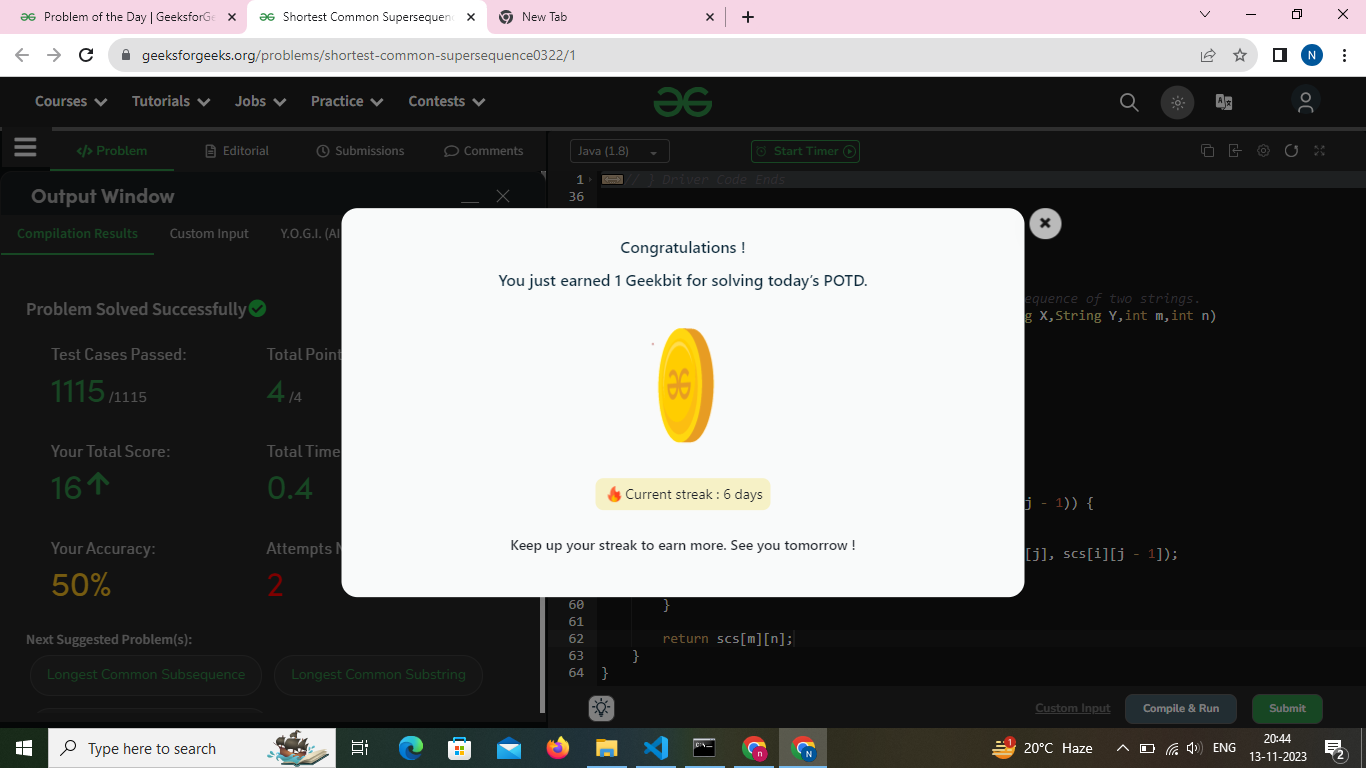 Problem of the Day | GeeksforGe
Shortest Common Supersequen
New Tab
geeksforgeeks.org/problems/shortest-common-supersequence0322/1
N
Courses
Tutorials
Jobs
Practice
Contests
Problem
Editorial
Submissions
Comments
Java (1.8)
Start Timer
Output Window
Compilation Results
Custom Input
Y.O.G.I. (AI
1 // } Driver Code Ends
36
Congratulations !
You just earned 1 Geekbit for solving today’s POTD.
Current streak : 6 days
Keep up your streak to earn more. See you tomorrow !
Problem Solved Successfully
Test Cases Passed:
1115 /1115
Total Point
4 /4
Your Total Score:
16
Total Time
0.4
Your Accuracy:
50%
Attempts N
2
Next Suggested Problem(s):
Longest Common Subsequence
Longest Common Substring
equence of two strings.
g X,String Y,int m,int n)
j - 1)) {
[j], scs[i][j - 1]);
60 }
61
62 return scs[m][n];
63 }
64 }
Custom Input
Compile & Run
Submit
Type here to search
n
N
1
20°C Haze
ENG
20:44
13-11-2023
2